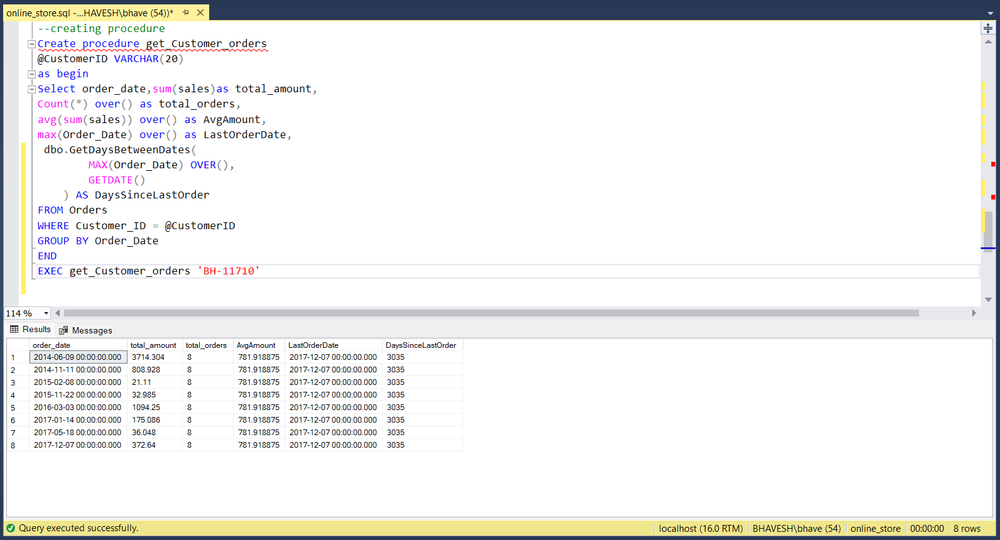 online_store.sql -...HAVESH\bhave (54))*
--creating procedure
Create procedure get_Customer_orders
@CustomerID VARCHAR(20)
as begin
Select order_date,sum(sales)as total_amount,
Count(*) over() as total_orders,
avg(sum(sales)) over() as AvgAmount,
max(Order_Date) over() as LastOrderDate,
dbo.GetDaysBetweenDates(
MAX(Order_Date) OVER(),
GETDATE()
) AS DaysSinceLastOrder
FROM Orders
WHERE Customer_ID = @CustomerID
GROUP BY Order_Date
END
EXEC get_Customer_orders 'BH-11710'
114 %
Results Messages
order_date total_amount total_orders AvgAmount LastOrderDate DaysSinceLastOrder
1 2014-06-09 00:00:00.000 3714.304 8 781.918875 2017-12-07 00:00:00.000 3035
2 2014-11-11 00:00:00.000 808.928 8 781.918875 2017-12-07 00:00:00.000 3035
3 2015-02-08 00:00:00.000 21.11 8 781.918875 2017-12-07 00:00:00.000 3035
4 2015-11-22 00:00:00.000 32.985 8 781.918875 2017-12-07 00:00:00.000 3035
5 2016-03-03 00:00:00.000 1094.25 8 781.918875 2017-12-07 00:00:00.000 3035
6 2017-01-14 00:00:00.000 175.086 8 781.918875 2017-12-07 00:00:00.000 3035
7 2017-05-18 00:00:00.000 36.048 8 781.918875 2017-12-07 00:00:00.000 3035
8 2017-12-07 00:00:00.000 372.64 8 781.918875 2017-12-07 00:00:00.000 3035
Query executed successfully. localhost (16.0 RTM) BHAVESH\bhave (54) online_store 00:00:00 8 rows